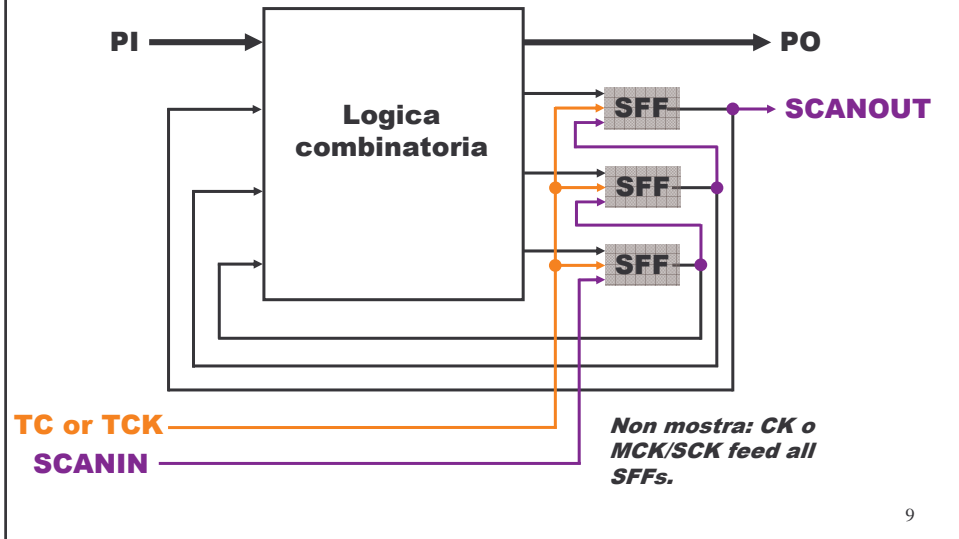 PI
PO
Logica
combinatoria
SFF
SCANOUT
SFF
SFF
TC or TCK
SCANIN
Non mostra: CK o
MCK/SCK feed all
SFFs.
9